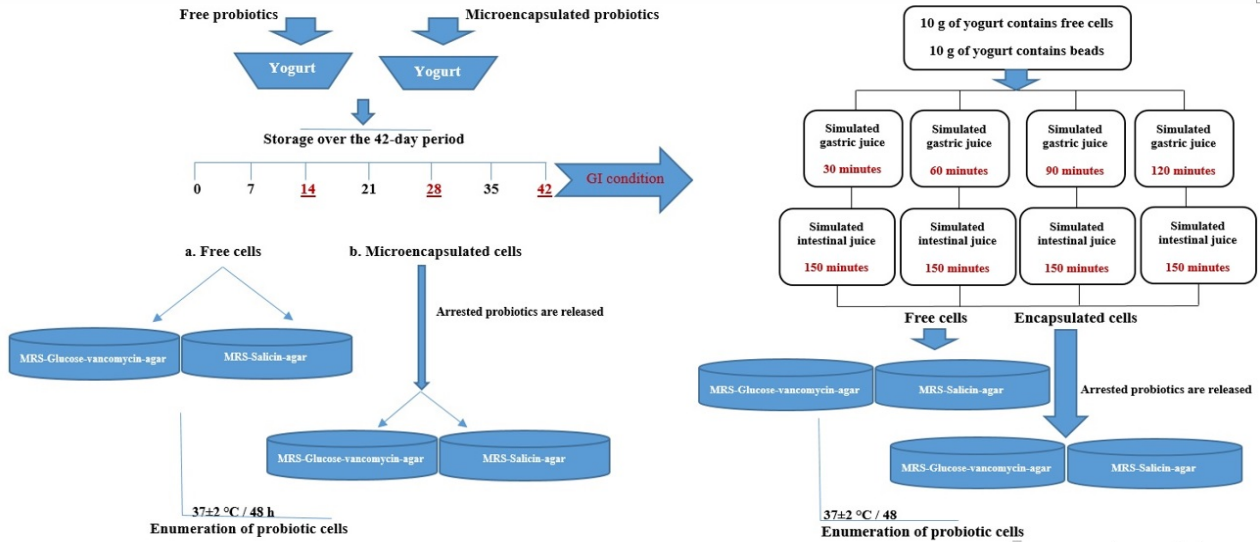 Free probiotics
Microencapsulated probiotics
Yogurt
Yogurt
Storage over the 42-day period
0 7 14 21 28 35 42
GI condition
a. Free cells
b. Microencapsulated cells
Arrested probiotics are released
MRS-Glucose-vancomycin-agar
MRS-Salicin-agar
MRS-Glucose-vancomycin-agar
MRS-Salicin-agar
37±2 °C / 48 h
Enumeration of probiotic cells
10 g of yogurt contains free cells
10 g of yogurt contains beads
Simulated
gastric juice
30 minutes
Simulated
gastric juice
60 minutes
Simulated
gastric juice
90 minutes
Simulated
gastric juice
120 minutes
Simulated
intestinal juice
150 minutes
Simulated
intestinal juice
150 minutes
Simulated
intestinal juice
150 minutes
Simulated
intestinal juice
150 minutes
Free cells
Encapsulated cells
MRS-Glucose-vancomycin-agar
MRS-Salicin-agar
Arrested probiotics are released
MRS-Glucose-vancomycin-agar
MRS-Salicin-agar
37±2 °C / 48
Enumeration of probiotic cells